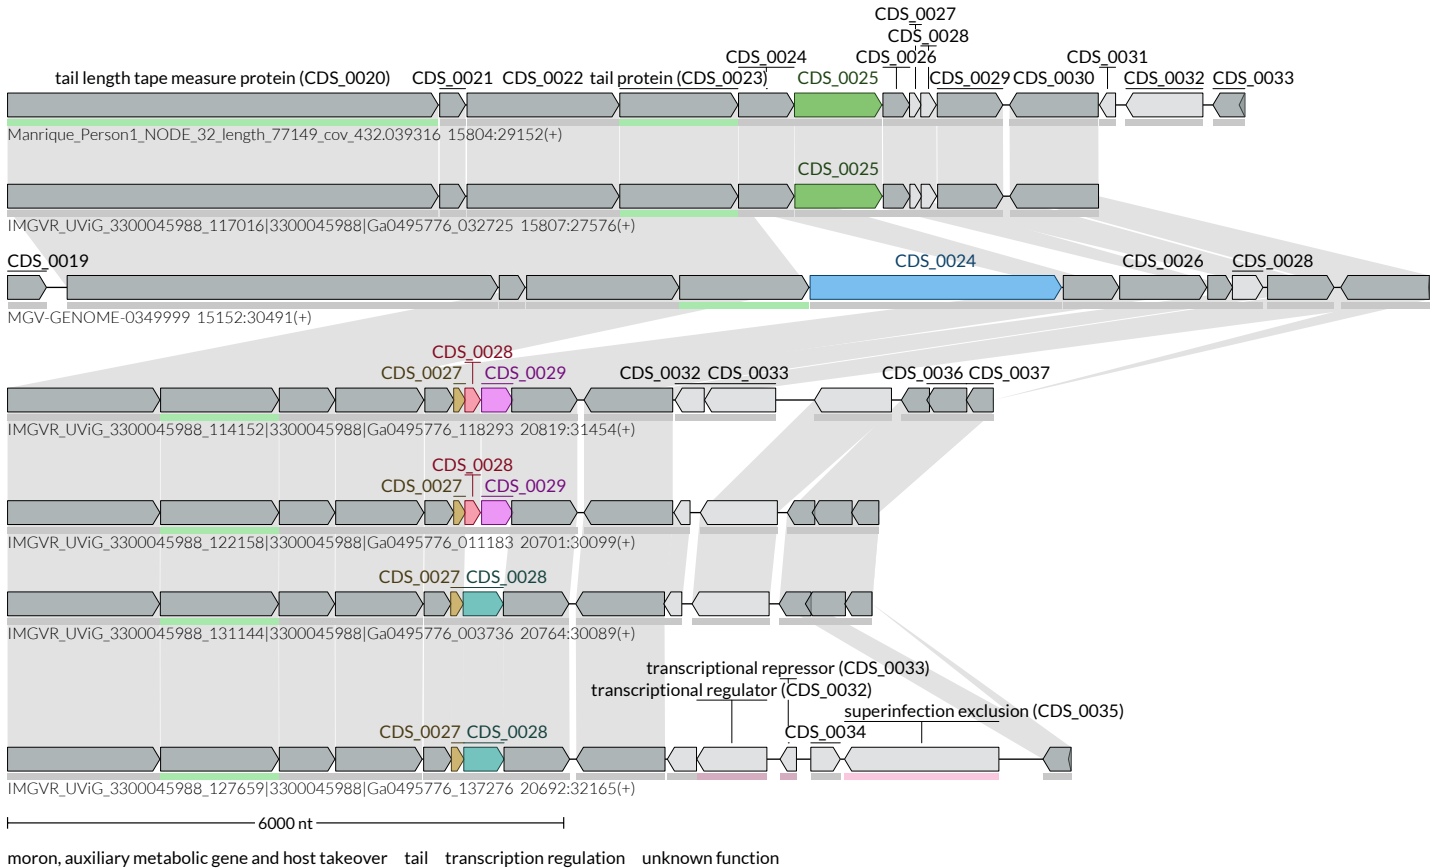 CDS_0027
CDS_0028
CDS_0024 CDS_0026 CDS_0031
tail length tape measure protein (CDS_0020) CDS_0021 CDS_0022 tail protein (CDS_0023) CDS_0025 CDS_0029 CDS_0030 CDS_0032 CDS_0033
Manrique_Person1_NODE_32_length_77149_cov_432.039316 15804:29152(+)
CDS_0025
IMGVR_UViG_3300045988_117016|3300045988|Ga0495776_032725 15807:27576(+)
CDS_0019 CDS_0024 CDS_0026 CDS_0028
MGV-GENOME-0349999 15152:30491(+)
CDS_0028
CDS_0027 CDS_0029 CDS_0032 CDS_0033 CDS_0036 CDS_0037
IMGVR_UViG_3300045988_114152|3300045988|Ga0495776_118293 20819:31454(+)
CDS_0028
CDS_0027 CDS_0029
IMGVR_UViG_3300045988_122158|3300045988|Ga0495776_011183 20701:30099(+)
CDS_0027 CDS_0028
IMGVR_UViG_3300045988_131144|3300045988|Ga0495776_003736 20764:30089(+)
transcriptional repressor (CDS_0033)
transcriptional regulator (CDS_0032)
superinfection exclusion (CDS_0035)
CDS_0027 CDS_0028 CDS_0034
IMGVR_UViG_3300045988_127659|3300045988|Ga0495776_137276 20692:32165(+)
6000 nt
moron, auxiliary metabolic gene and host takeover tail transcription regulation unknown function